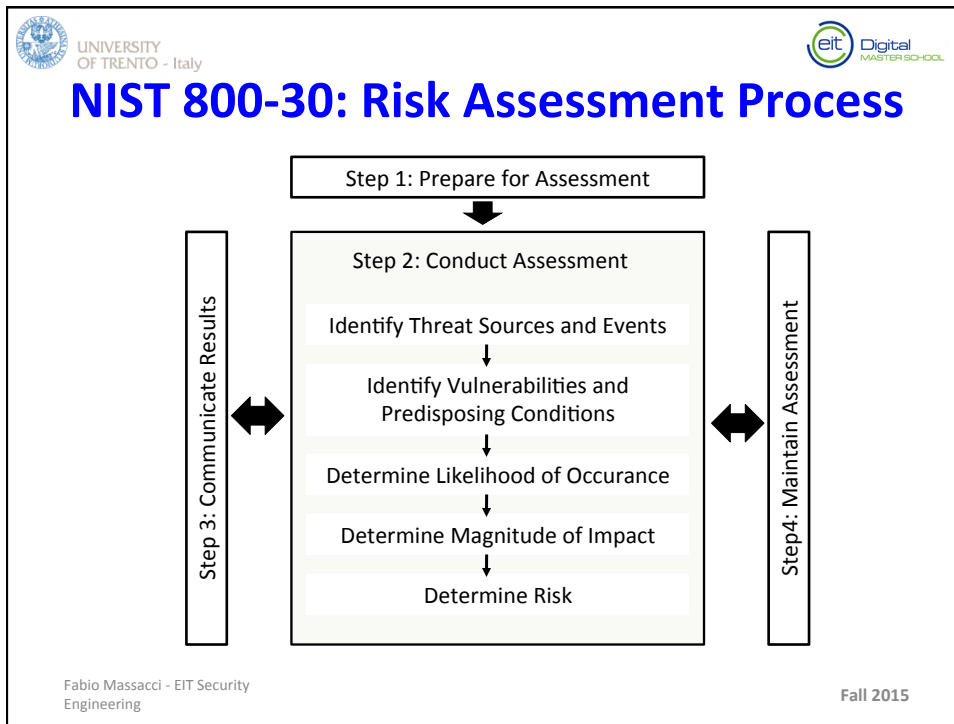 UNIVERSITY
OF TRENTO - Italy
eit Digital
MASTER SCHOOL
NIST 800-30: Risk Assessment Process
Step 1: Prepare for Assessment
Step 3: Communicate Results
Step 2: Conduct Assessment
Identify Threat Sources and Events
Identify Vulnerabilities and
Predisposing Conditions
Determine Likelihood of Occurance
Determine Magnitude of Impact
Determine Risk
Step4: Maintain Assessment
Fabio Massacci - EIT Security
Engineering
Fall 2015